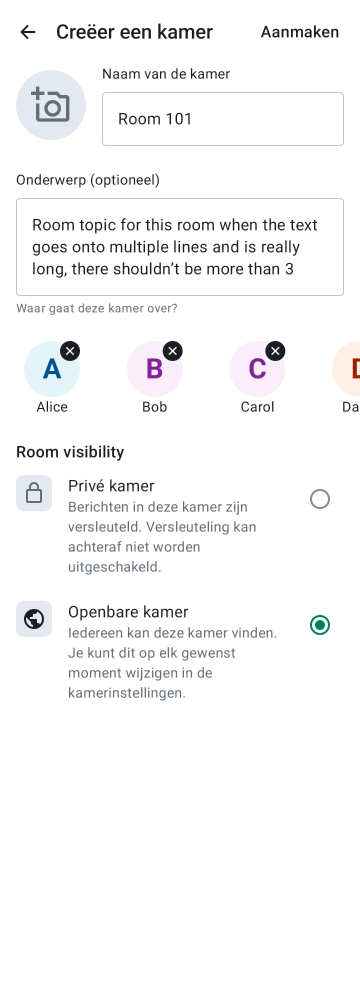 Creëer een kamer
Aanmaken
Naam van de kamer
Room 101
Onderwerp (optioneel)
Room topic for this room when the text
goes onto multiple lines and is really
long, there shouldn’t be more than 3
Waar gaat deze kamer over?
A
B
C
Alice
Bob
Carol
Da
Room visibility
Privé kamer
Berichten in deze kamer zijn
versleuteld. Versleuteling kan
achteraf niet worden
uitgeschakeld.
Openbare kamer
Iedereen kan deze kamer vinden.
Je kunt dit op elk gewenst
moment wijzigen in de
kamerinstellingen.